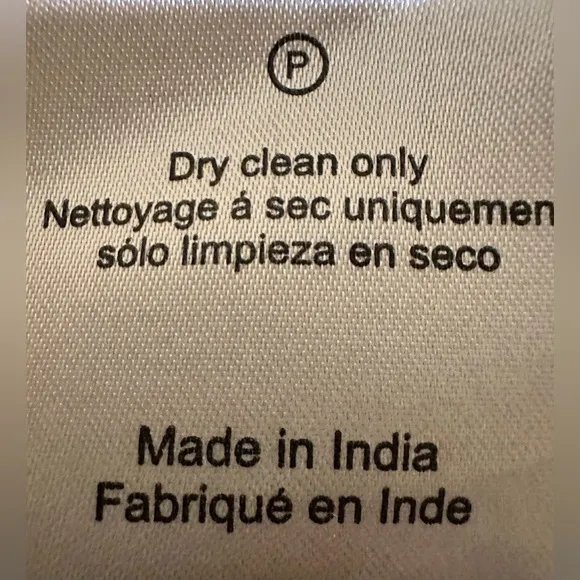 P
Dry clean only
Nettoyage á sec uniquemen
sólo limpieza en seco
Made in India
Fabriqué en Inde